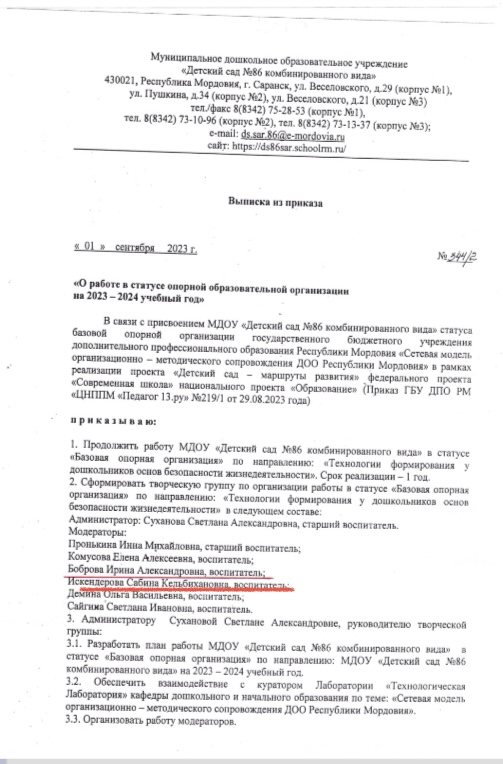 Муниципальное дошкольное образовательное учреждение
«Детский сад №86 комбинированного вида»
430021, Республика Мордовия, г. Саранск, ул. Веселовского, д.29 (корпус №1),
ул. Пушкина, д.34 (корпус №2), ул. Веселовского, д.21 (корпус №3)
тел./факс 8(8342) 75-28-53 (корпус №1),
тел. 8(8342) 73-10-96 (корпус №2), тел. 8(8342) 73-13-37 (корпус №3);
e-mail: ds.sar.86@e-mordovia.ru
сайт: https://ds86sar.schoolrm.ru/
Выписка из приказа
« 01 » сентября 2023 г.
№ 344/2
«О работе в статусе опорной образовательной организации
на 2023 – 2024 учебный год»
В связи с присвоением МДОУ «Детский сад №86 комбинированного вида» статуса
базовой опорной организации государственного бюджетного учреждения
дополнительного профессионального образования Республики Мордовия «Сетевая модель
организационно – методического сопровождения ДОО Республики Мордовия» в рамках
реализации проекта «Детский сад – маршруты развития» федерального проекта
«Современная школа» национального проекта «Образование» (Приказ ГБУ ДПО РМ
«ЦНППМ «Педагог 13.ру» №219/1 от 29.08.2023 года)
п р и к а з ы в а ю:
1. Продолжить работу МДОУ «Детский сад №86 комбинированного вида» в статусе
«Базовая опорная организация» по направлению: «Технологии формирования у
дошкольников основ безопасности жизнедеятельности». Срок реализации – 1 год.
2. Сформировать творческую группу по организации работы в статусе «Базовая опорная
организация» по направлению: «Технологии формирования у дошкольников основ
безопасности жизнедеятельности» в следующем составе:
Администратор: Суханова Светлана Александровна, старший воспитатель.
Модераторы:
Пронькина Инна Михайловна, старший воспитатель;
Комусова Елена Алексеевна, воспитатель;
Боброва Ирина Александровна, воспитатель;
Искендерова Сабина Кельбихановна, воспитатель;
Демина Ольга Васильевна, воспитатель;
Сайгина Светлана Ивановна, воспитатель.
3. Администратору Сухановой Светлане Александровне, руководителю творческой
группы:
3.1. Разработать план работы МДОУ «Детский сад №86 комбинированного вида» в
статусе «Базовая опорная организация» по направлению: МДОУ «Детский сад №86
комбинированного вида» на 2023 – 2024 учебный год.
3.2. Обеспечить взаимодействие с куратором Лаборатории «Технологическая
Лаборатория» кафедры дошкольного и начального образования по теме: «Сетевая модель
организационно – методического сопровождения ДОО Республики Мордовия».
3.3. Организовать работу модераторов.